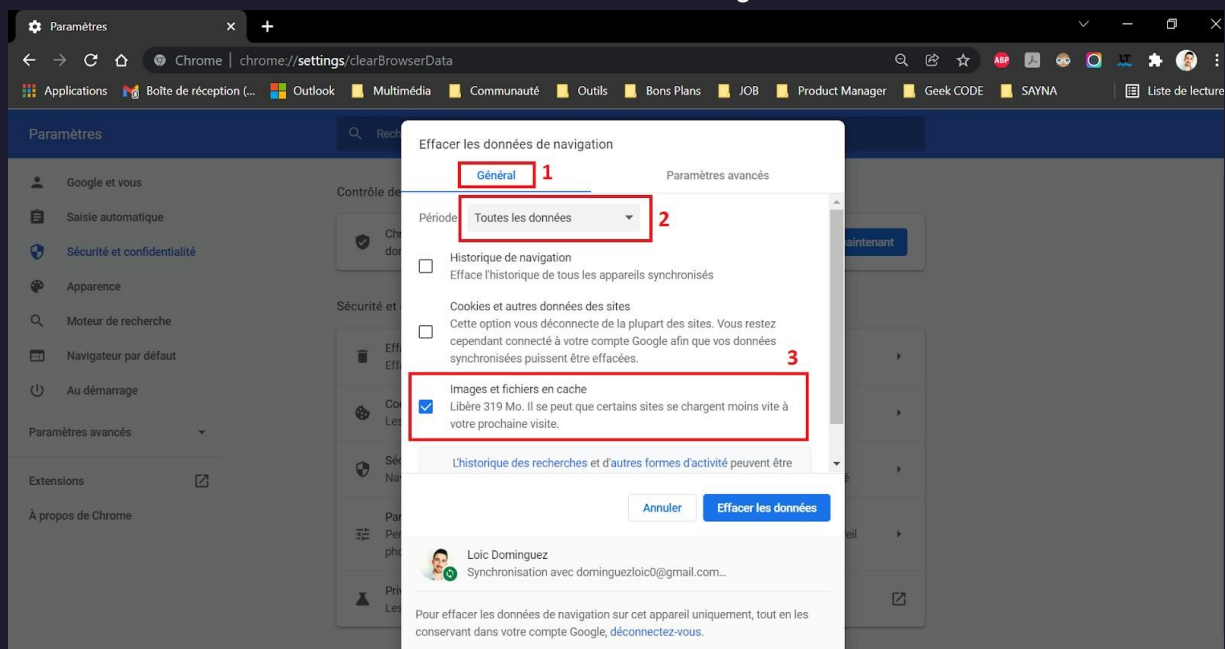 Paramètres
Chrome | chrome://settings/clearBrowserData
ABP
Applications Boîte de réception (... Outlook Multimédia Communauté Outils Bons Plans JOB Product Manager Geek CODE SAYNA Liste de lecture
Paramètres
Rech
Google et vous
Saisie automatique
Sécurité et confidentialité
Apparence
Moteur de recherche
Navigateur par défaut
Au démarrage
Paramètres avancés
Extensions
À propos de Chrome
Contrôle de
Sécurité et
aintenant
Effacer les données de navigation
Général 1 Paramètres avancés
Période Toutes les données 2
Historique de navigation
Efface l'historique de tous les appareils synchronisés
Cookies et autres données des sites
Cette option vous déconnecte de la plupart des sites. Vous restez
cependant connecté à votre compte Google afin que vos données
synchronisées puissent être effacées.
3
Images et fichiers en cache
Libère 319 Mo. Il se peut que certains sites se chargent moins vite à
votre prochaine visite.
L'historique des recherches et d'autres formes d'activité peuvent être
Annuler Effacer les données
Loic Dominguez
Synchronisation avec dominguezloic0@gmail.com...
Pour effacer les données de navigation sur cet appareil uniquement, tout en les
conservant dans votre compte Google, déconnectez-vous.